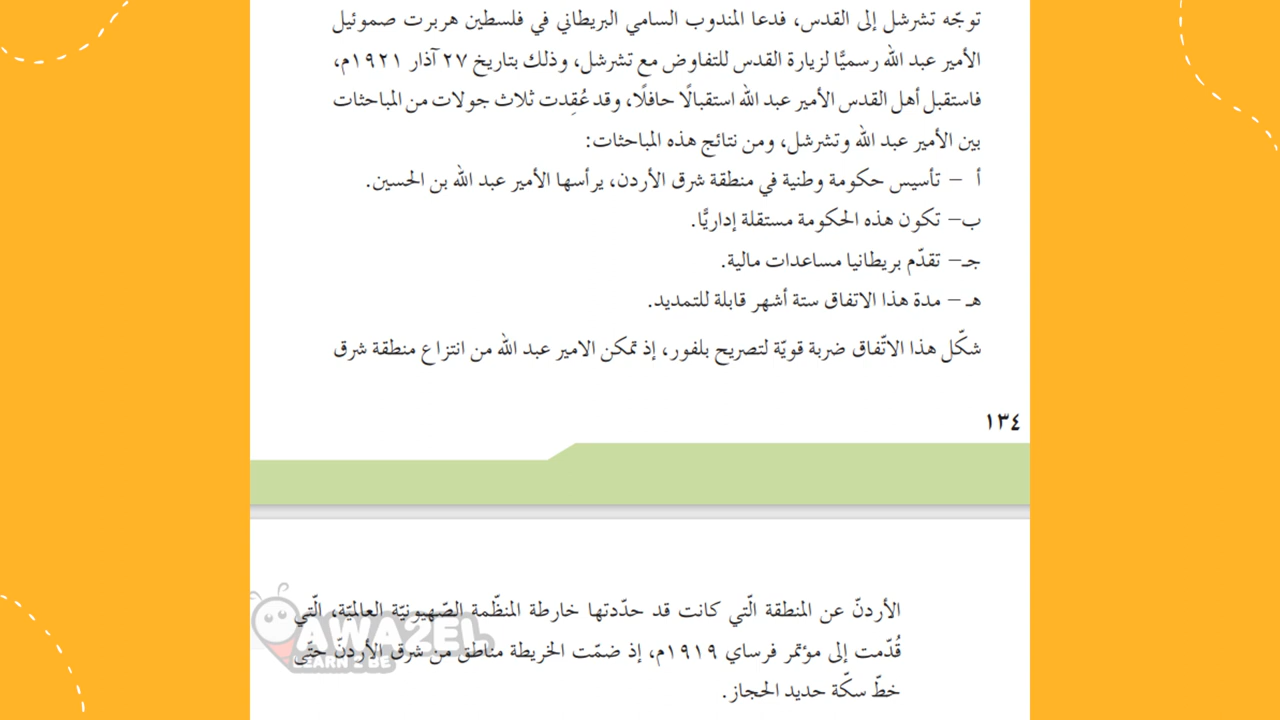 توجّه تشرشل إلى القدس، فدعا المندوب السامي البريطاني في فلسطين هربرت صموئيل
الأمير عبد الله رسميًّا لزيارة القدس للتفاوض مع تشرشل، وذلك بتاريخ ٢٧ آذار ١٩٢١م،
فاستقبل أهل القدس الأمير عبد الله استقبالًا حافلًا، وقد عُقِدت ثلاث جولات من المباحثات
بين الأمير عبد الله وتشرشل، ومن نتائج هذه المباحثات:
أ – تأسيس حكومة وطنية في منطقة شرق الأردن، يرأسها الأمير عبد الله بن الحسين.
ب– تكون هذه الحكومة مستقلة إداريًّا.
جـ– تقدّم بريطانيا مساعدات مالية.
هـ – مدة هذا الاتفاق ستة أشهر قابلة للتمديد.
شكّل هذا الاتّفاق ضربة قويّة لتصريح بلفور، إذ تمكن الامير عبد الله من انتزاع منطقة شرق
١٣٤
الأردنّ عن المنطقة الّتي كانت قد حدّدتها خارطة المنظّمة الصّهيونيّة العالميّة، الّتي
قُدّمت إلى مؤتمر فرساي ١٩١٩م، إذ ضمّت الخريطة مناطق من شرق الأردنّ حتّى
خطّ سكّة حديد الحجاز.
AWA2EL
LEARN 2 BE